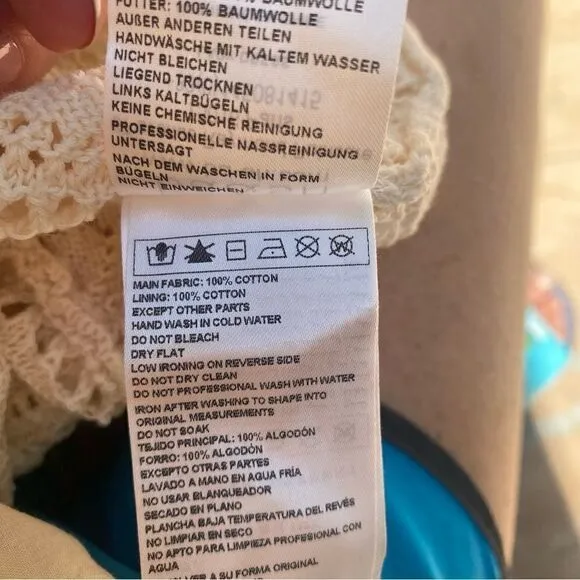 FUTTER: 100% BAUMWOLLE
AUßER ANDEREN TEILEN
HANDWÄSCHE MIT KALTEM WASSER
NICHT BLEICHEN
LIEGEND TROCKNEN
LINKS KALTBÜGELN
KEINE CHEMISCHE REINIGUNG
PROFESSIONELLE NASSREINIGUNG
UNTERSAGT
NACH DEM WASCHEN IN FORM
BÜGELN
NICHT EINWEICHEN
MAIN FABRIC: 100% COTTON
LINING: 100% COTTON
EXCEPT OTHER PARTS
HAND WASH IN COLD WATER
DO NOT BLEACH
DRY FLAT
LOW IRONING ON REVERSE SIDE
DO NOT DRY CLEAN
DO NOT PROFESSIONAL WASH WITH WATER
IRON AFTER WASHING TO SHAPE INTO
ORIGINAL MEASUREMENTS
DO NOT SOAK
TEJIDO PRINCIPAL: 100% ALGODÓN
FORRO: 100% ALGODÓN
EXCEPTO OTRAS PARTES
LAVADO A MANO EN AGUA FRÍA
NO USAR BLANQUEADOR
SECADO EN PLANO
PLANCHA BAJA TEMPERATURA DEL REVÉS
NO LIMPIAR EN SECO
NO APTO PARA LIMPIEZA PROFESIONAL CON
AGUA
A SU FORMA ORIGINAL